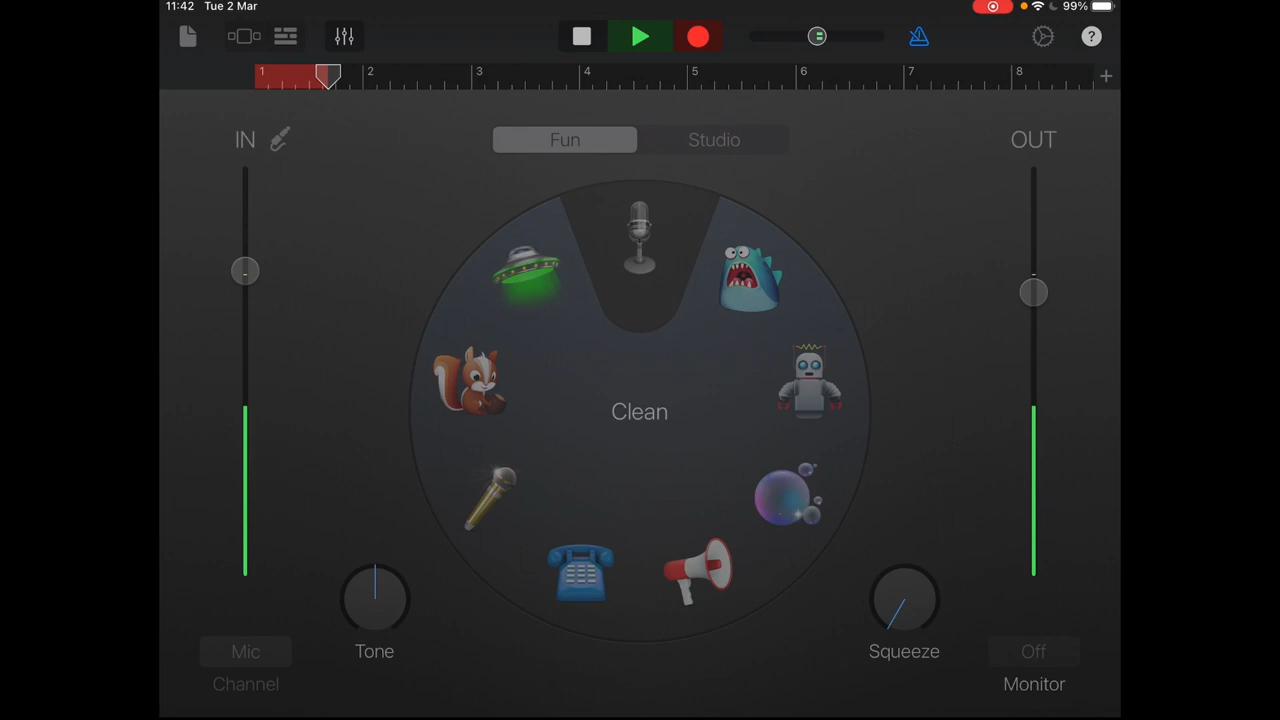 11:42 Tue 2 Mar 99%
?
1 2 3 4 5 6 7 8 +
IN Fun Studio OUT
Clean
Tone Squeeze
Mic Off
Channel Monitor